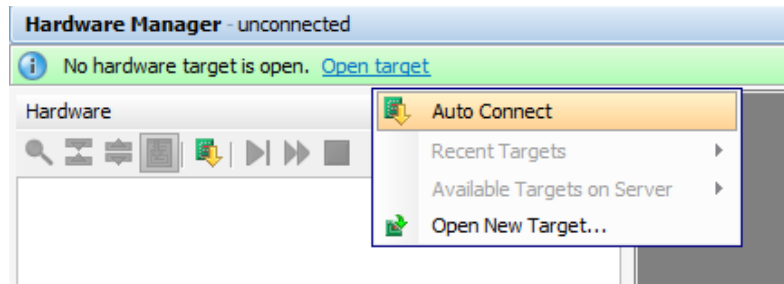 Hardware Manager - unconnected
No hardware target is open. Open target
Hardware
Auto Connect
Recent Targets
Available Targets on Server
Open New Target...